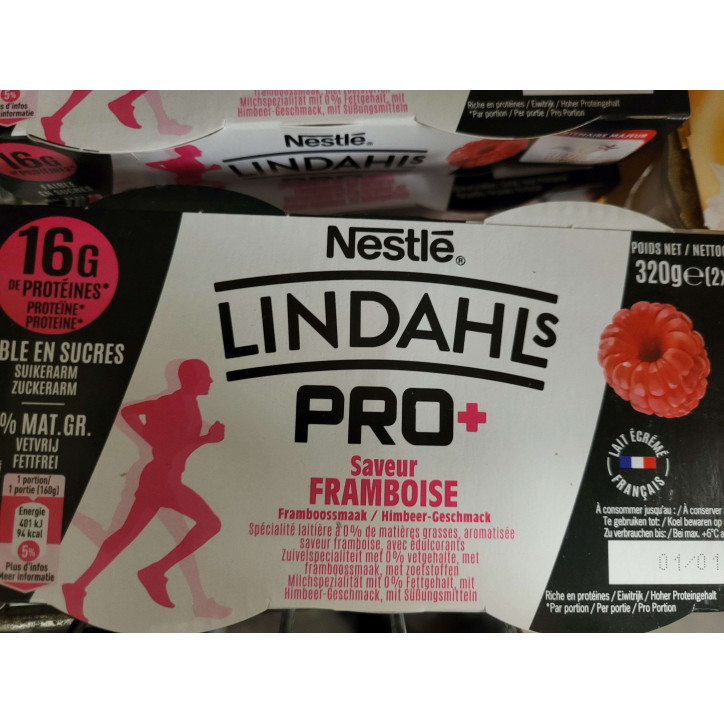 Milchspezialität mit 0% Fettgehalt, mit
Himbeer-Geschmack, mit Süßungsmitteln
Riche en protéines / Eiwitrijk / Hoher Proteingehalt
*Par portion / Per portie / Pro Portion
5%
s d'infos
informatie
16G
FAIBLE
Nestlé
LINDAHLS
16G
DE PROTÉINES*
PROTEÏNE*
PROTEINE*
BLE EN SUCRES
SUIKERARM
ZUCKERARM
% MAT.GR.
VETVRIJ
FETTFREI
1 portion/
1 portie (160g)
Energie
401 kJ
94 kcal
5%
Plus d'infos
Meer informatie
Nestlé®
LINDAHLS
PRO+
Saveur
FRAMBOISE
Framboossmaak / Himbeer-Geschmack
Spécialité laitière à 0% de matières grasses, aromatisée
saveur framboise, avec édulcorants
Zuivelspecialiteit met 0% vetgehalte, met
framboossmaak, met zoetstoffen
Milchspezialität mit 0% Fettgehalt, mit
Himbeer-Geschmack, mit Süßungsmitteln
POIDS NET / NETTO
320g e (2x
LAIT ÉCRÉMÉ
FRANÇAIS
À consommer jusqu'au : / À conserver
Te gebruiken tot: / Koel bewaren op
Zu verbrauchen bis: / Bei max. +6°C a
01/01
Riche en protéines / Eiwitrijk / Hoher Proteingehalt
*Par portion / Per portie / Pro Portion